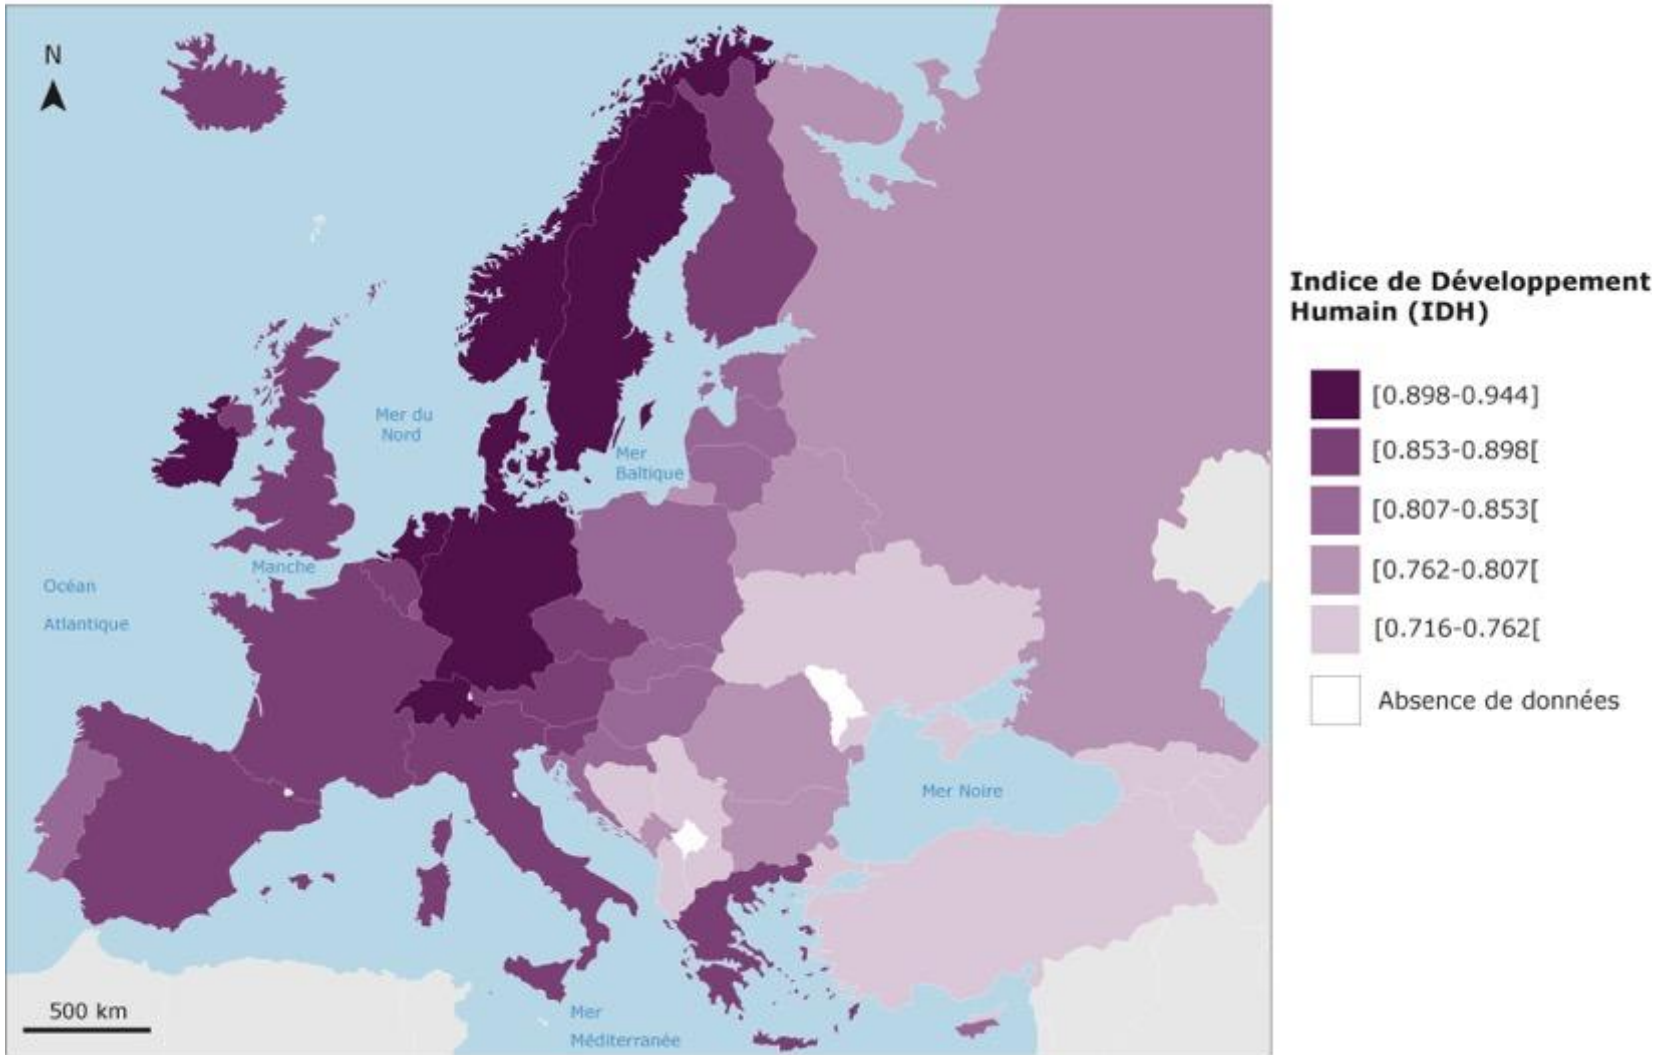 N
Mer du
Nord
Mer
Baltique
Manche
Océan
Atlantique
Mer Noire
Mer
Méditerranée
500 km
Indice de Développement
Humain (IDH)
[0.898-0.944]
[0.853-0.898[
[0.807-0.853[
[0.762-0.807[
[0.716-0.762[
Absence de données